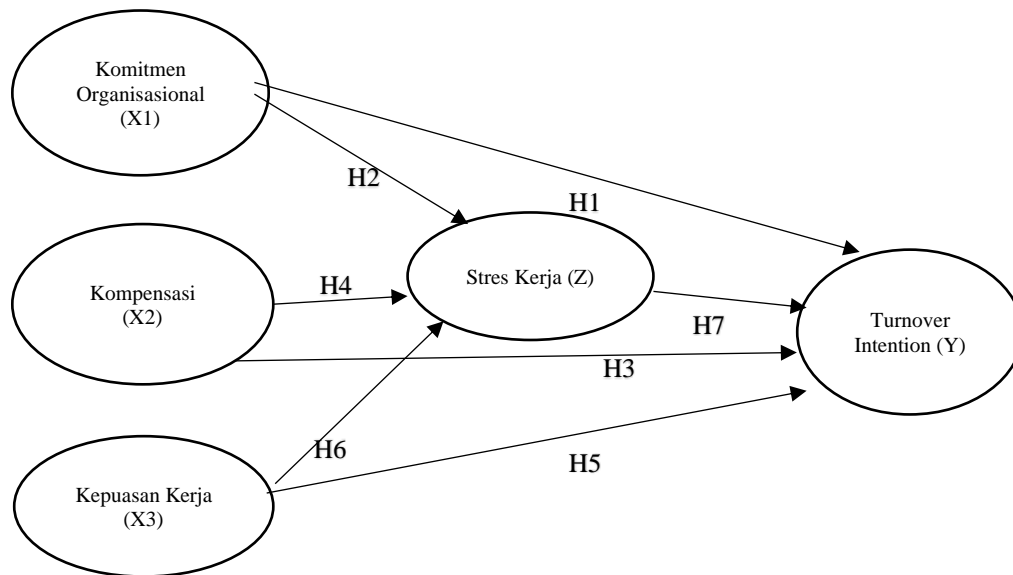 Komitmen
Organisasional
(X1)
H2
H1
Kompensasi
(X2)
H4
Stres Kerja (Z)
H7
Turnover
Intention (Y)
H3
H6
H5
Kepuasan Kerja
(X3)